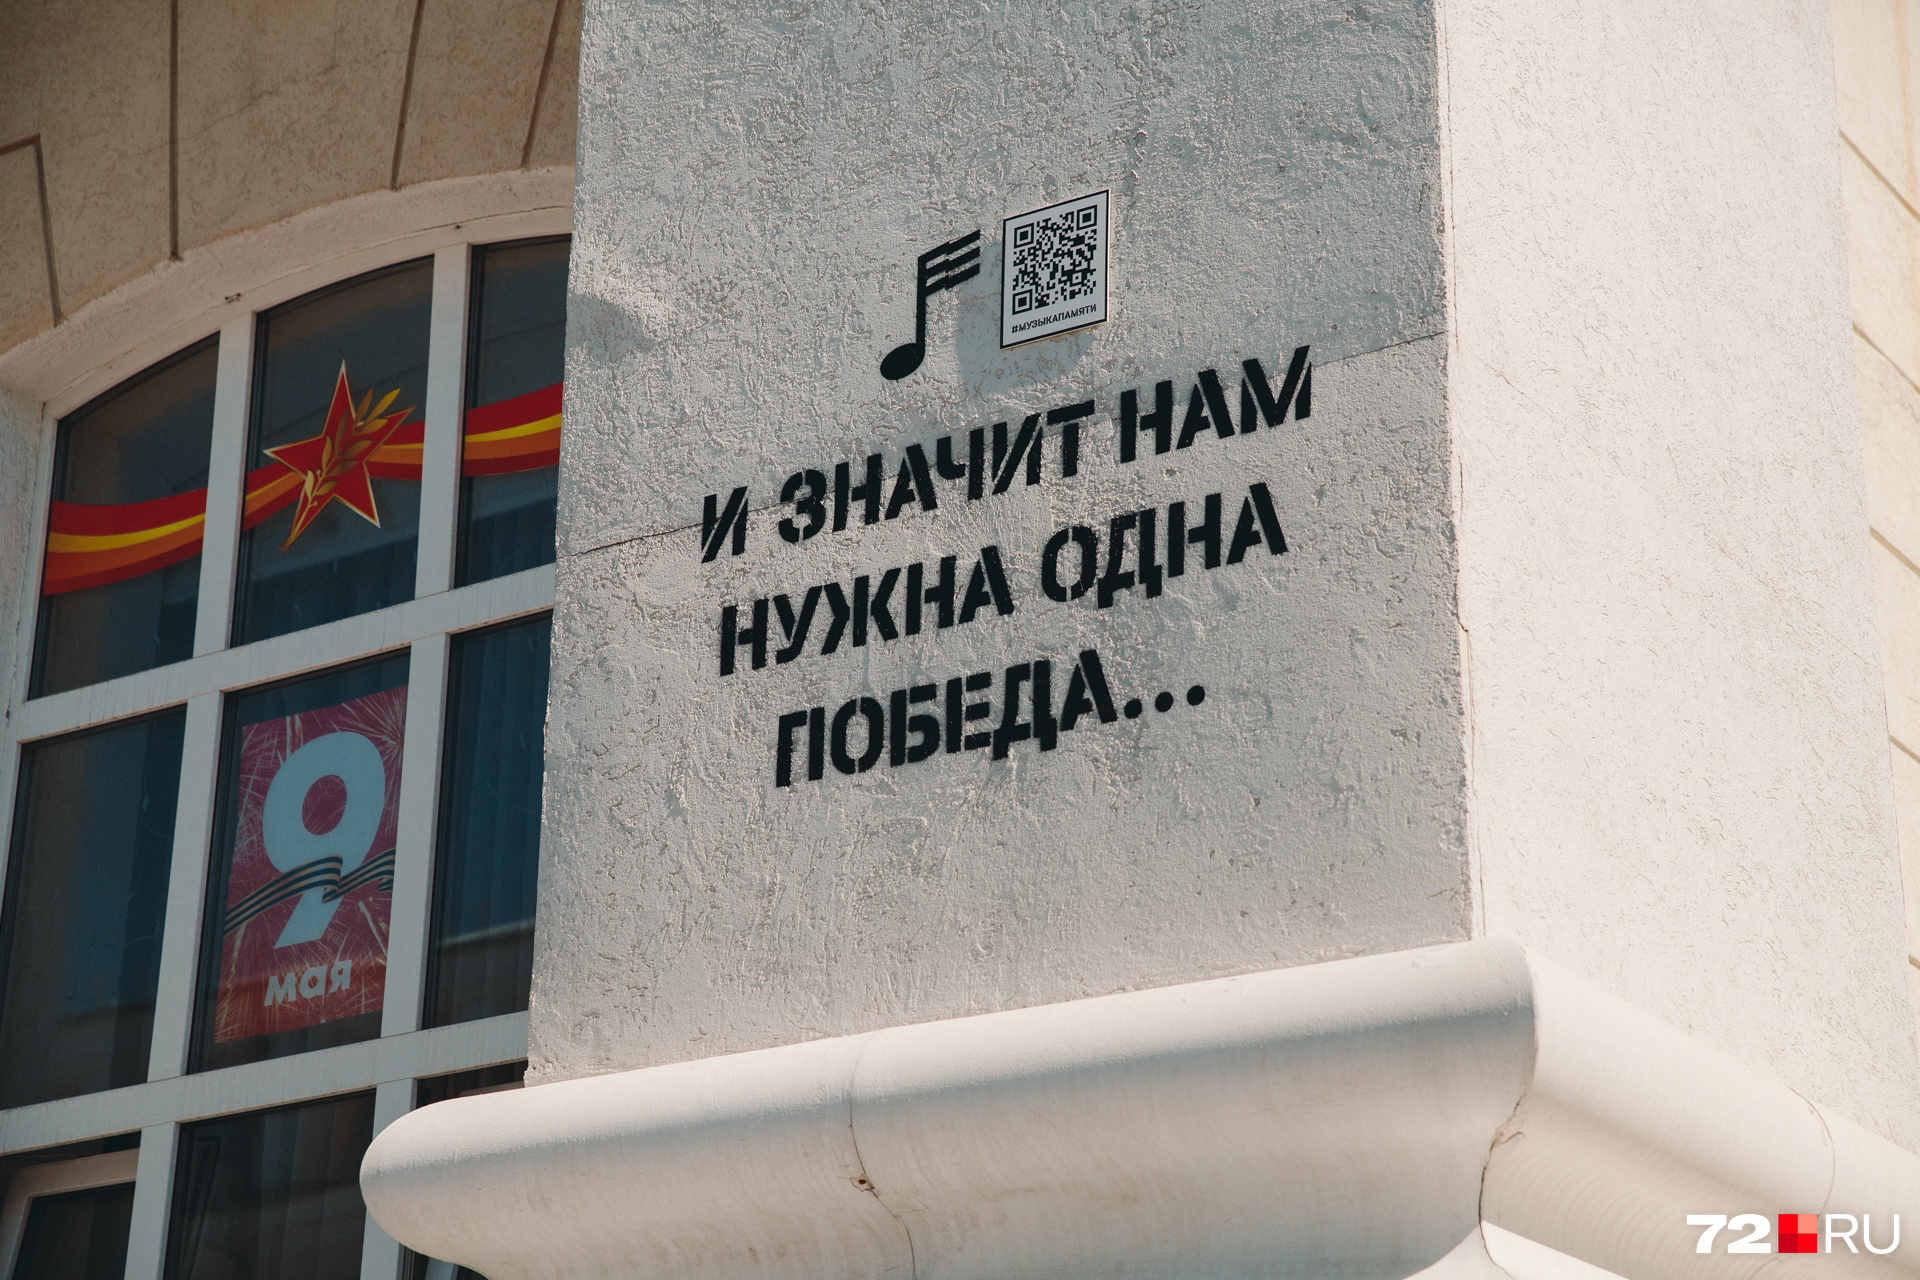 #МУЗЫКАПАМЯТИ
И ЗНАЧИТ НАМ
НУЖНА ОДНА
ПОБЕДА...
9
мая
72.RU